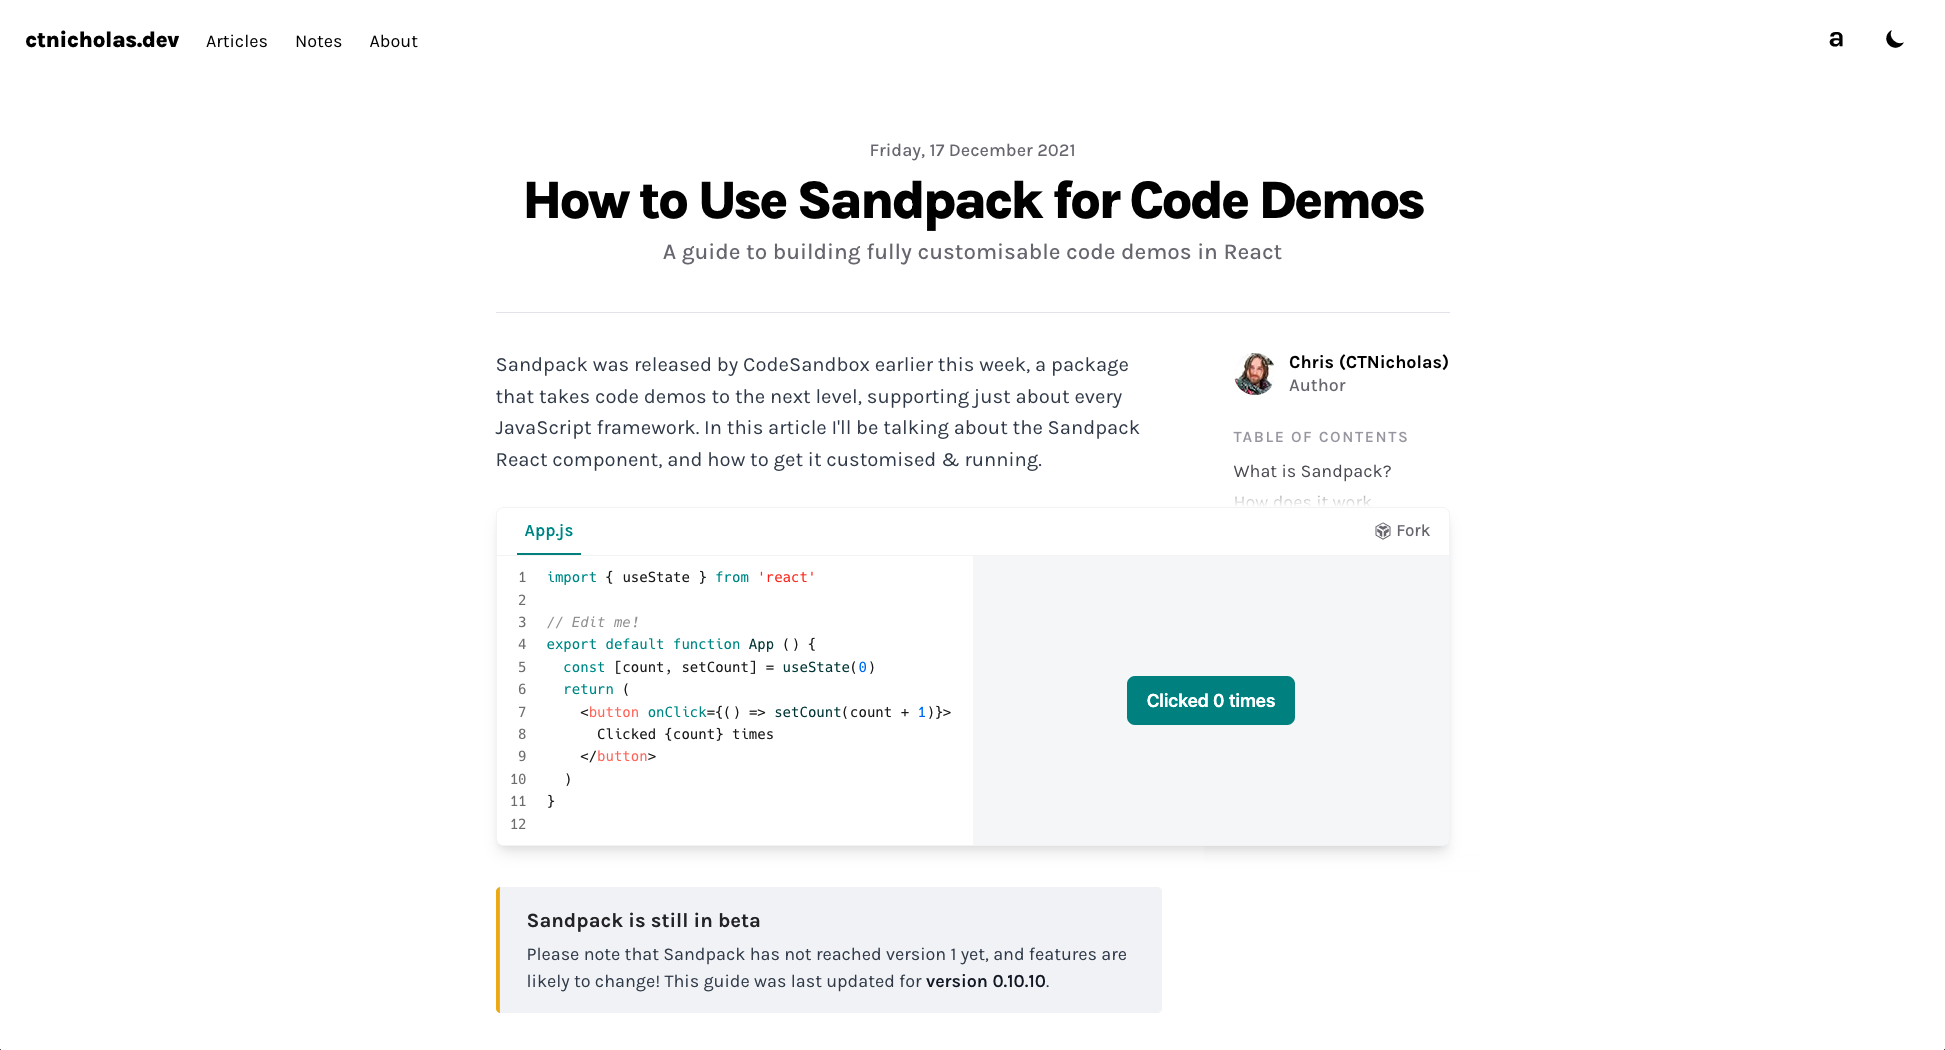 ctnicholas.dev Articles Notes About a
Friday, 17 December 2021
How to Use Sandpack for Code Demos
A guide to building fully customisable code demos in React
Sandpack was released by CodeSandbox earlier this week, a package
that takes code demos to the next level, supporting just about every
JavaScript framework. In this article I'll be talking about the Sandpack
React component, and how to get it customised & running.
Chris (CTNicholas)
Author
TABLE OF CONTENTS
What is Sandpack?
How does it work
App.js
Fork
1 import { useState } from 'react'
2
3 // Edit me!
4 export default function App () {
5   const [count, setCount] = useState(0)
6   return (
7     <button onClick={() => setCount(count + 1)}>
8       Clicked {count} times
9     </button>
10   )
11 }
12
Clicked 0 times
Sandpack is still in beta
Please note that Sandpack has not reached version 1 yet, and features are
likely to change! This guide was last updated for version 0.10.10.